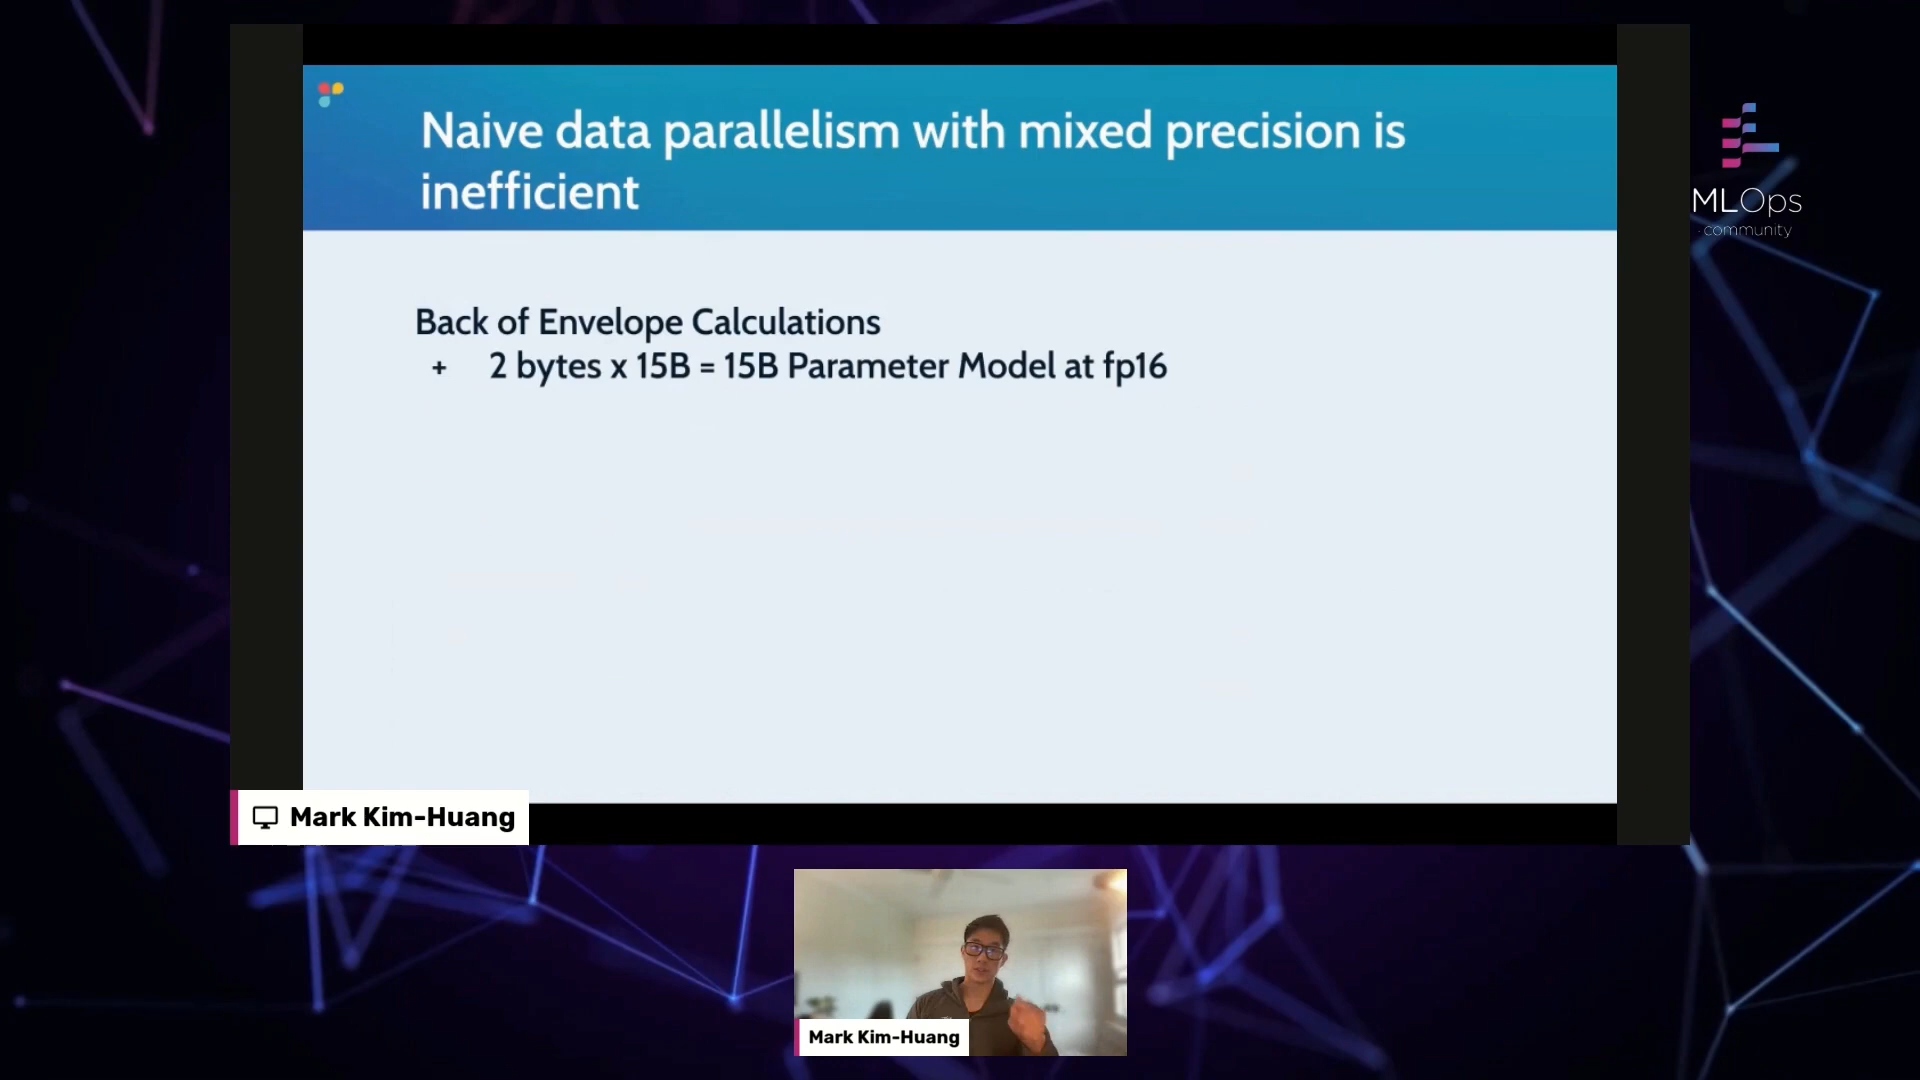 Naive data parallelism with mixed precision is
inefficient
MLOps
community
Back of Envelope Calculations
+ 2 bytes x 15B = 15B Parameter Model at fp16
Mark Kim-Huang
Mark Kim-Huang